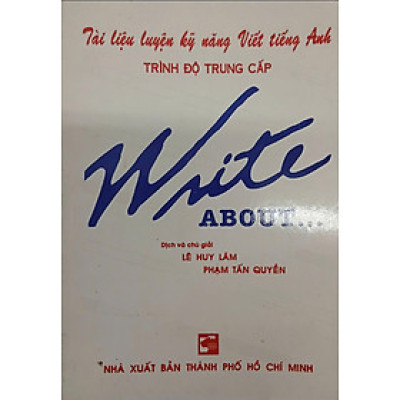 Tài liệu luyện kỹ năng Viết tiếng Anh
TRÌNH ĐỘ TRUNG CẤP
Write
ABOUT...
Dịch và chú giải
LÊ HUY LÂM
PHẠM TẤN QUYỀN
NHÀ XUẤT BẢN THÀNH PHỐ HỒ CHÍ MINH